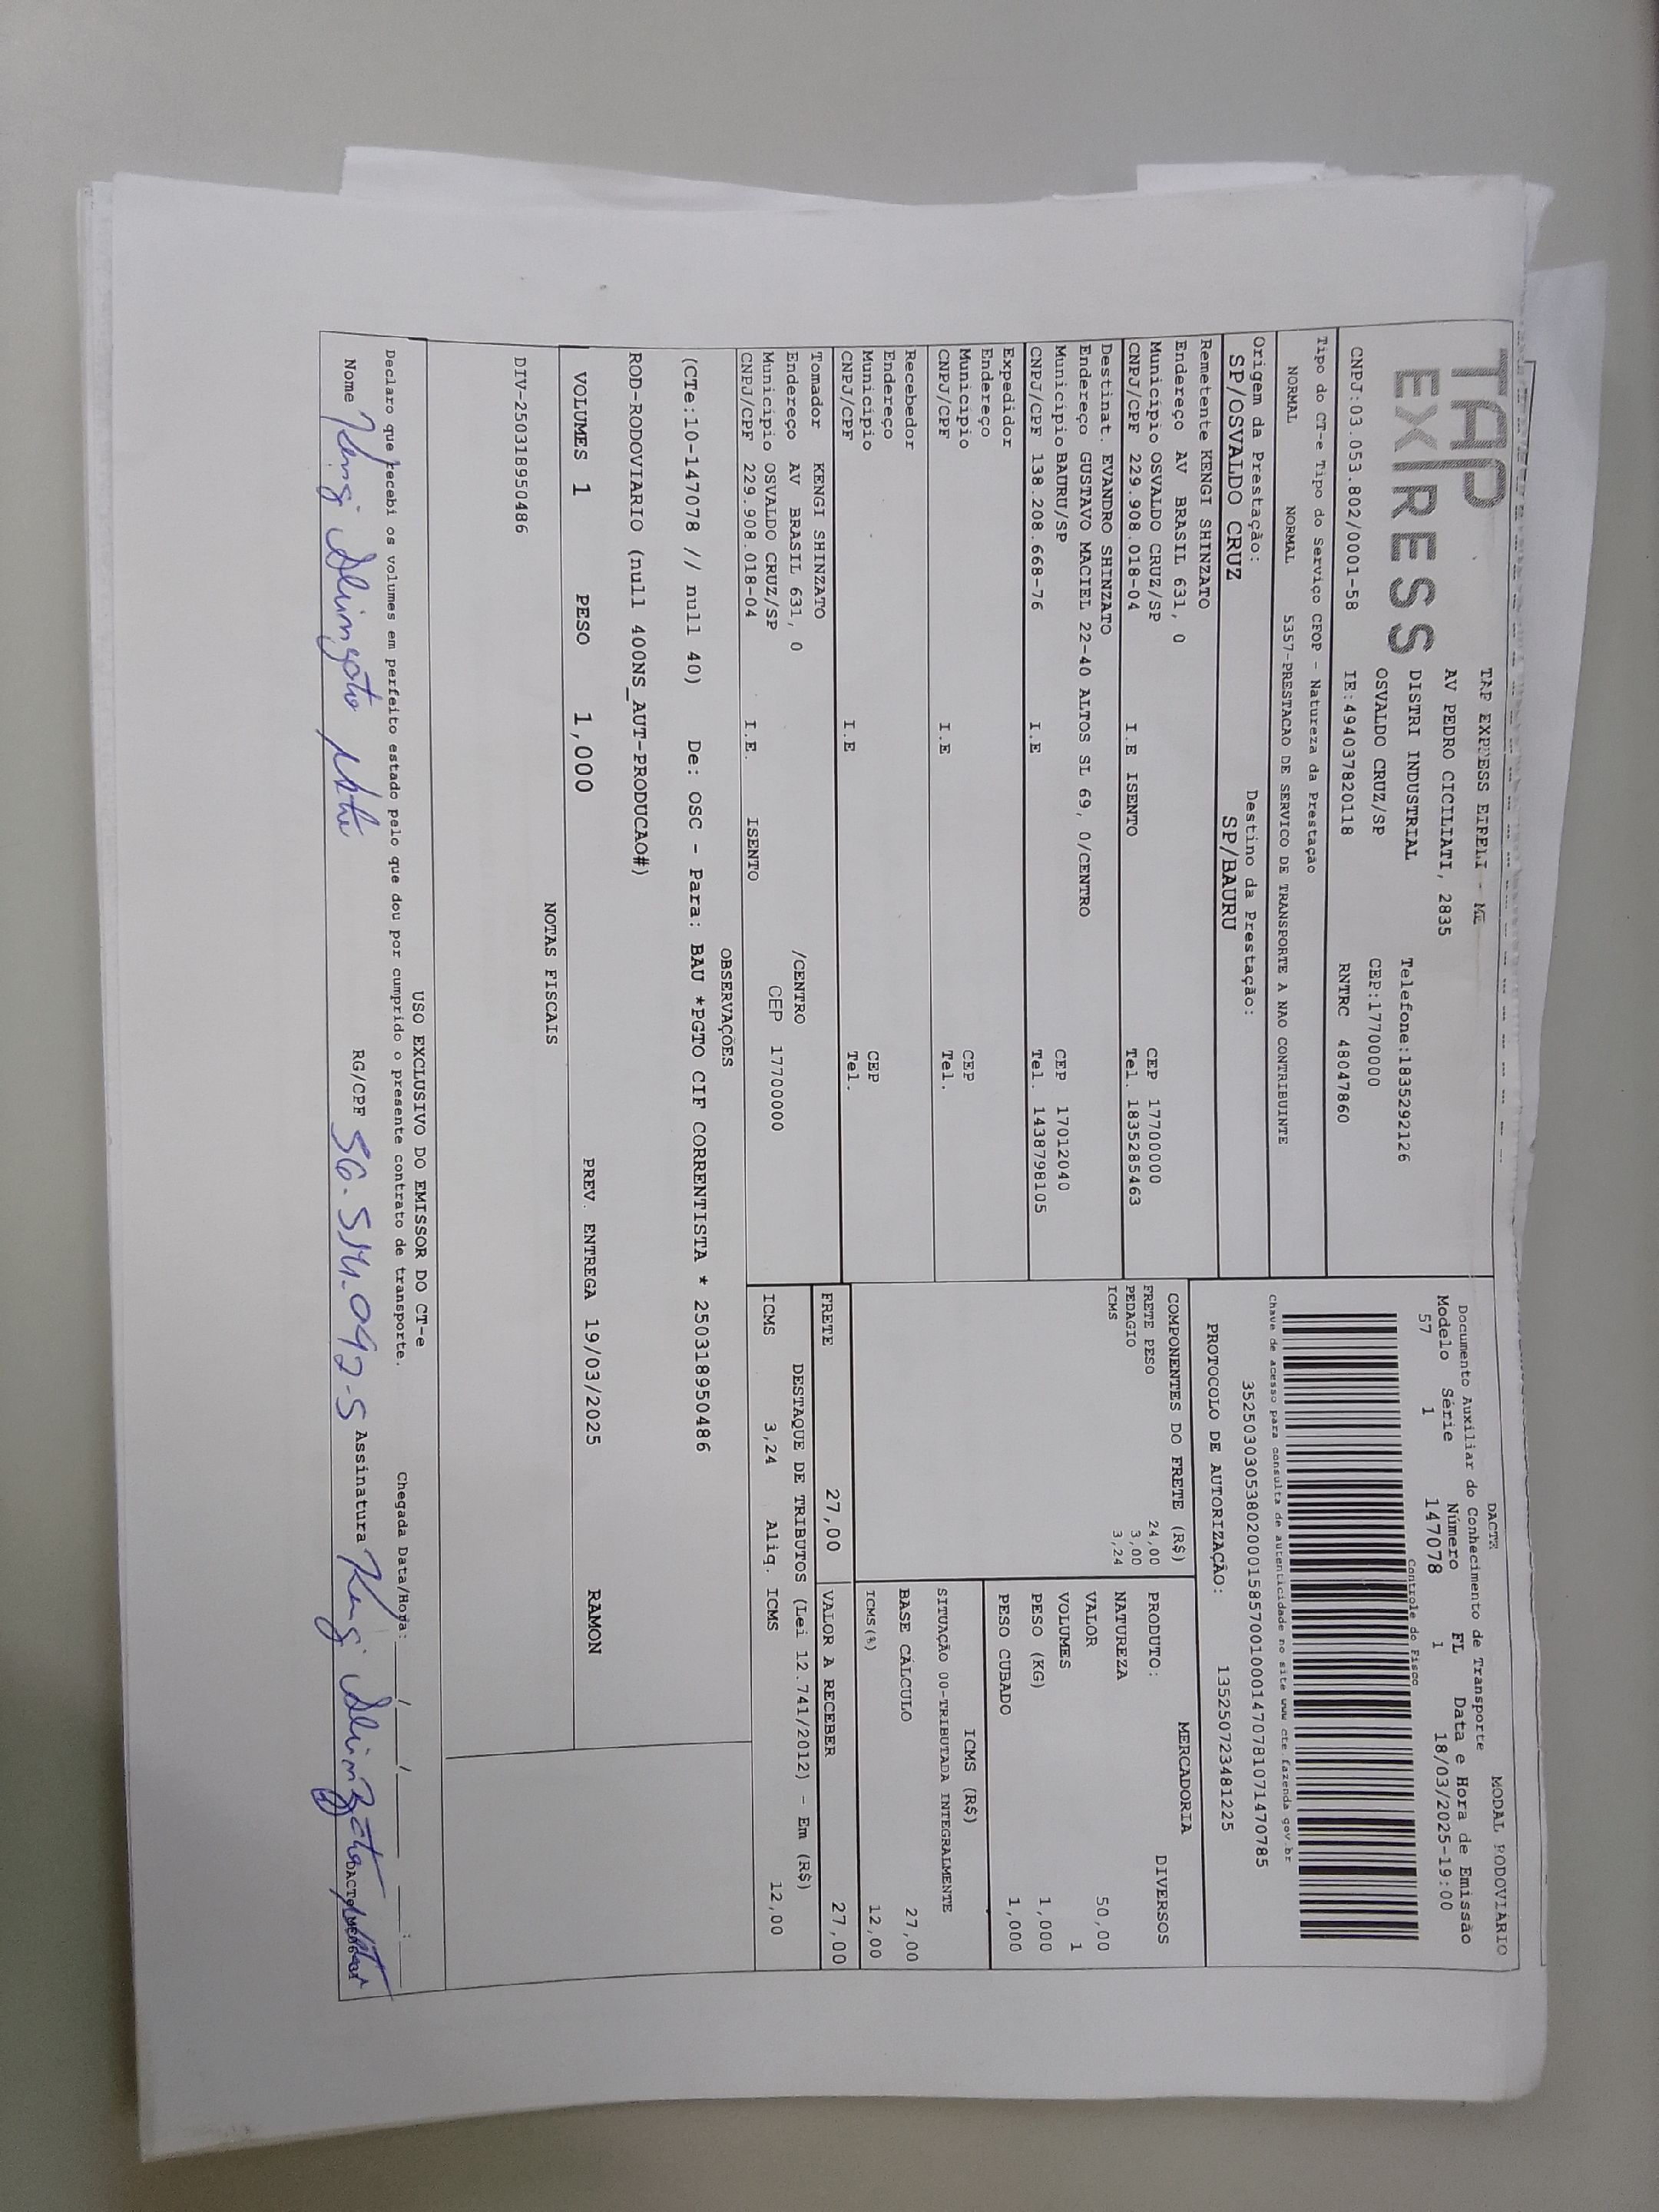 TAP
EXPRESS
TAP EXPRESS EIRELI - ME
AV PEDRO CICILIATI, 2835
DISTRI INDUSTRIAL
Telefone:1835292126
OSVALDO CRUZ/SP
CEP:17700000
CNPJ:03.053.802/0001-58
IE:494037820118
RNTRC 48047860
DACTE
MODAL RODOVIÁRIO
Documento Auxiliar do Conhecimento de Transporte
Modelo Série Número FL Data e Hora de Emissão
57 1 147078 1 18/03/2025-19:00
Controle do Fisco
Chave de acesso para consulta de autenticidade no site www cte.fazenda gov.br
PROTOCOLO DE AUTORIZAÇÃO: 135250723481225
Tipo do CT-e Tipo do Serviço CFOP - Natureza da Prestação
NORMAL NORMAL 5357-PRESTACAO DE SERVICO DE TRANSPORTE A NAO CONTRIBUINTE
Origem da Prestação: Destino da Prestação:
SP/OSVALDO CRUZ SP/BAURU
Remetente KENGI SHINZATO
Endereço AV BRASIL 631, 0
Municipio OSVALDO CRUZ/SP CEP 17700000
CNPJ/CPF 229.908.018-04 I.E ISENTO Tel. 1835285463
Destinat. EVANDRO SHINZATO
Endereço GUSTAVO MACIEL 22-40 ALTOS SL 69, 0/CENTRO
Municipio BAURU/SP CEP 17012040
CNPJ/CPF 138.208.668-76 I.E Tel. 1438798105
Expedidor
Endereço
Municipio CEP
CNPJ/CPF I.E Tel.
Recebedor
Endereço
Municipio CEP
CNPJ/CPF I.E Tel.
Tomador KENGI SHINZATO
Endereço AV BRASIL 631, 0 /CENTRO
Municipio OSVALDO CRUZ/SP CEP 17700000
CNPJ/CPF 229.908.018-04 I.E. ISENTO
COMPONENTES DO FRETE (R$)
FRETE PESO 24,00
PEDAGIO 3,00
ICMS 3,24
MERCADORIA
PRODUTO: DIVERSOS
NATUREZA
VALOR 50,00
VOLUMES 1
PESO (KG) 1,000
PESO CUBADO 1,000
ICMS (R$)
SITUAÇÃO 00-TRIBUTADA INTEGRALMENTE
BASE CÁLCULO 27,00
ICMS(%) 12,00
FRETE 27,00 VALOR A RECEBER 27,00
DESTAQUE DE TRIBUTOS (Lei 12.741/2012) - Em (R$)
ICMS 3,24 Aliq. ICMS 12,00
OBSERVAÇÕES
(CTe:10-147078 // null 40) De: OSC - Para: BAU *PGTO CIF CORRENTISTA * 250318950486
ROD-RODOVIARIO (null 400NS_AUT-PRODUCAO#)
VOLUMES 1 PESO 1,000 PREV. ENTREGA 19/03/2025 RAMON
NOTAS FISCAIS
DIV-250318950486
USO EXCLUSIVO DO EMISSOR DO CT-e
Declaro que recebi os volumes em perfeito estado pelo que dou por cumprido o presente contrato de transporte. Chegada Data/Hora: ___/___/___ ___:___
Nome RG/CPF Assinatura